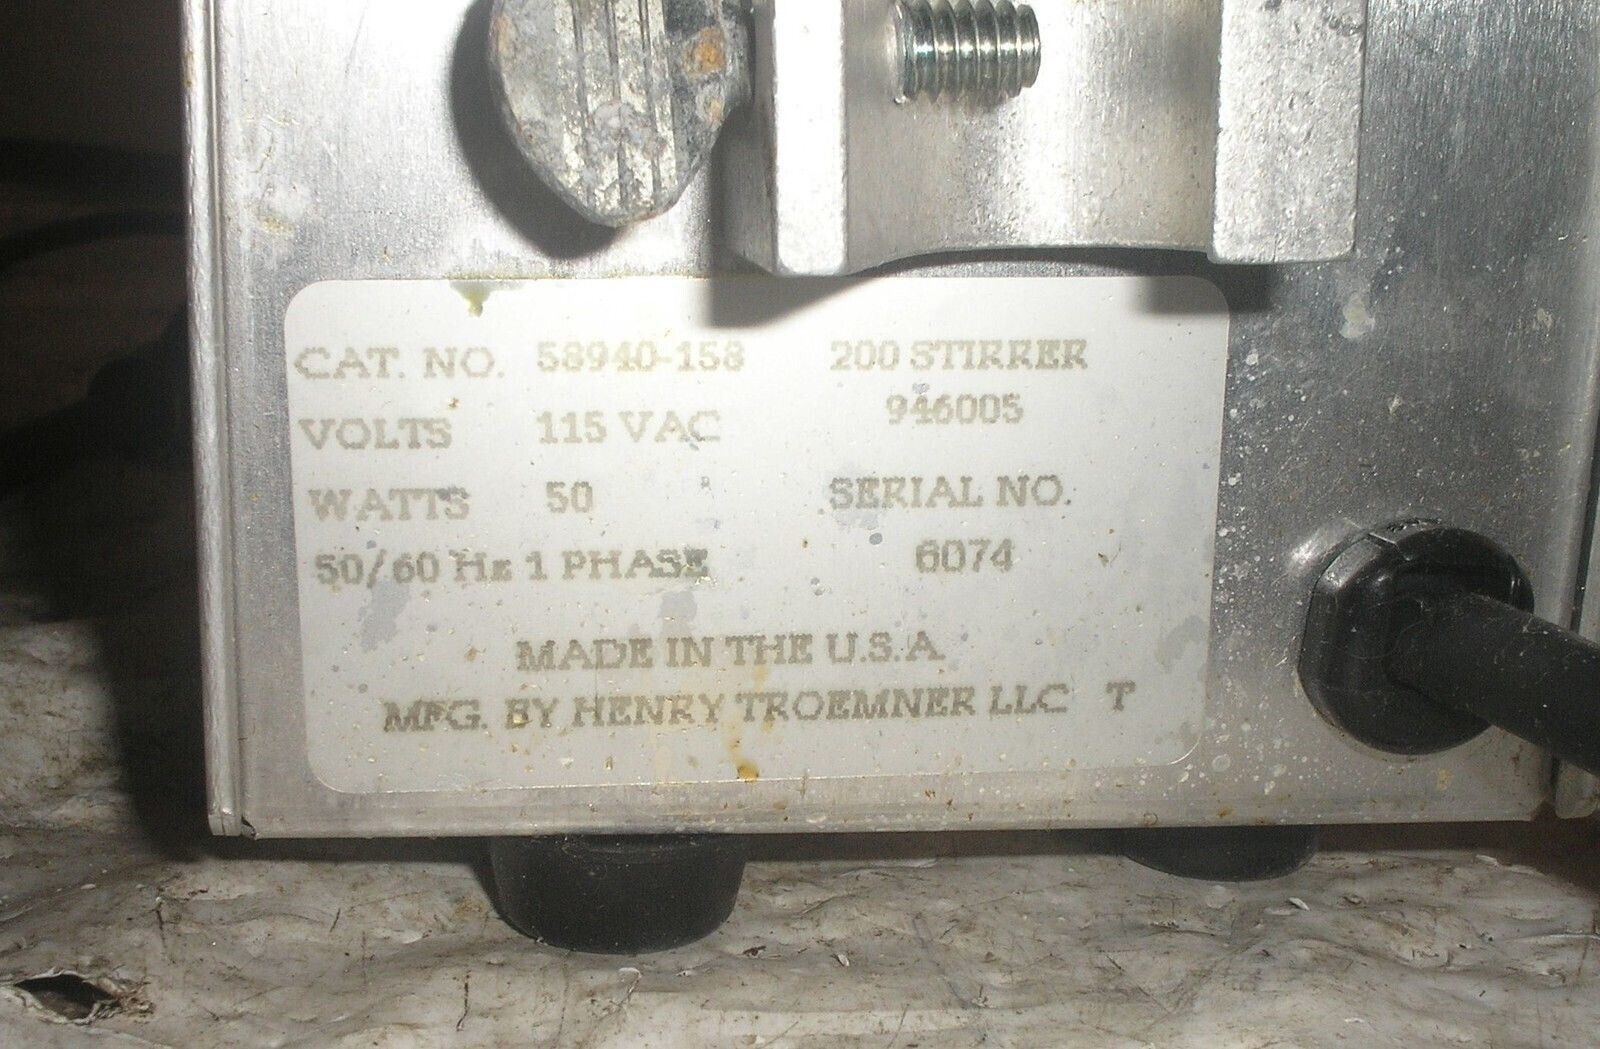 CAT. NO. 58940-158 200 STIRRER
946005
VOLTS 115 VAC
WATTS 50 SERIAL NO.
50/60 Hz 1 PHASE 6074
MADE IN THE U.S.A.
MFG. BY HENRY TROEMNER LLC T